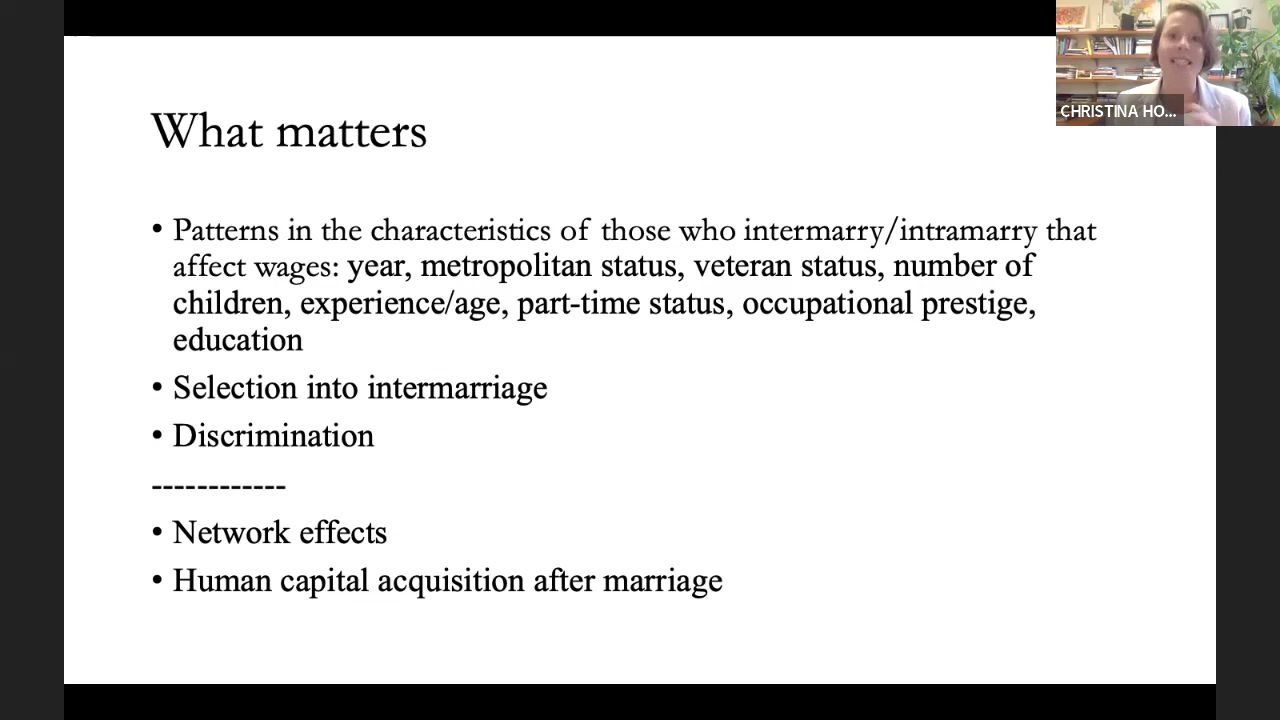 CHRISTINA HO...
What matters
• Patterns in the characteristics of those who intermarry/intramarry that
affect wages: year, metropolitan status, veteran status, number of
children, experience/age, part-time status, occupational prestige,
education
• Selection into intermarriage
• Discrimination
------------
• Network effects
• Human capital acquisition after marriage